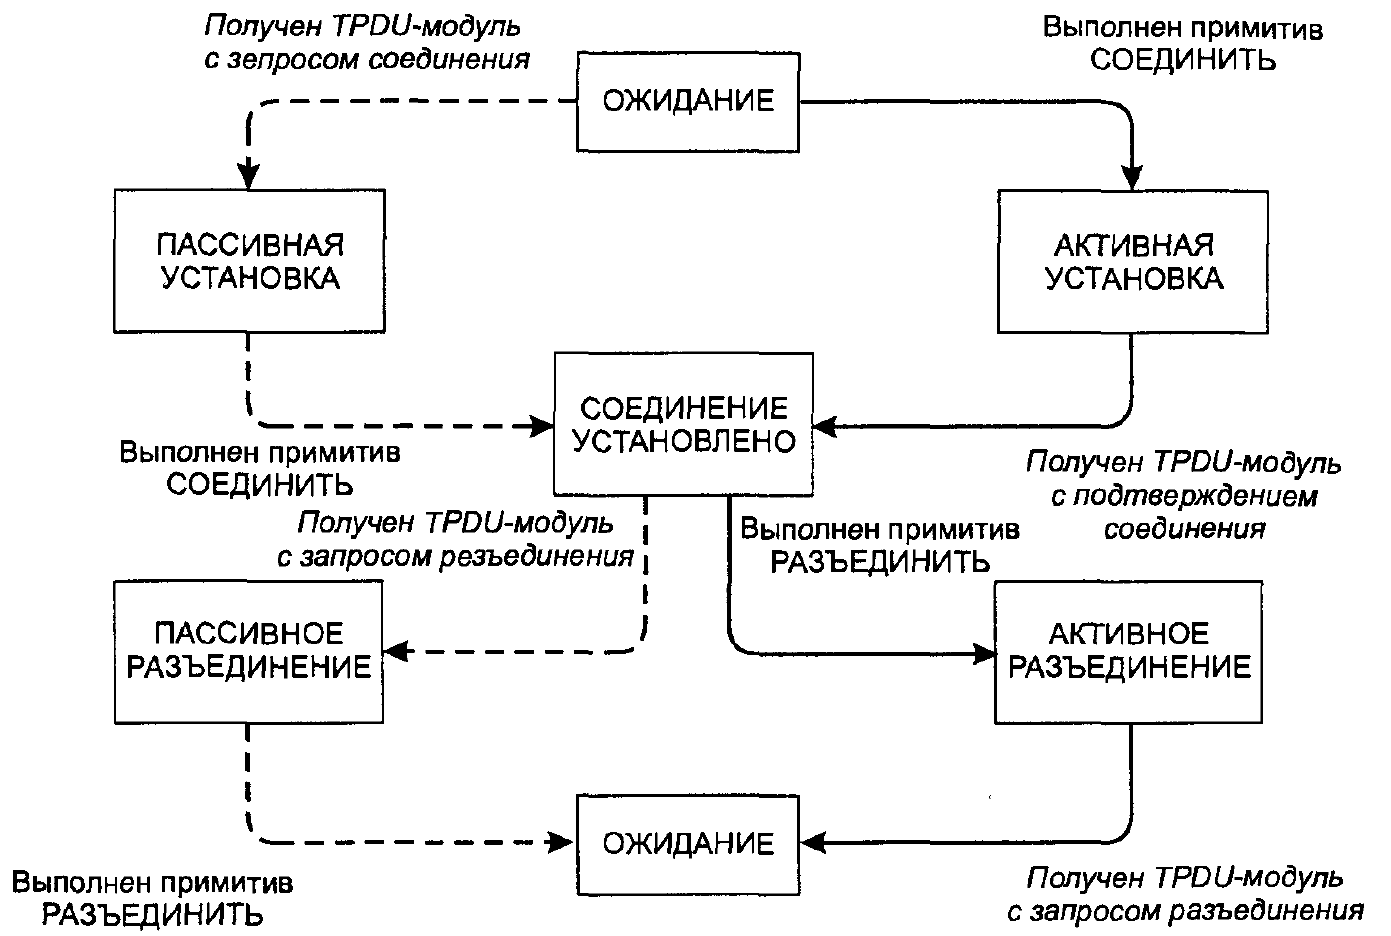 Получен TPDU-модуль
с зепросом соединения
Выполнен примитив
СОЕДИНИТЬ
ОЖИДАНИЕ
ПАССИВНАЯ
УСТАНОВКА
АКТИВНАЯ
УСТАНОВКА
СОЕДИНЕНИЕ
УСТАНОВЛЕНО
Выполнен примитив
СОЕДИНИТЬ
Получен TPDU-модуль
с подтверждением
соединения
Получен TPDU-модуль
с запросом резъединения
Выполнен примитив
РАЗЪЕДИНИТЬ
ПАССИВНОЕ
РАЗЪЕДИНЕНИЕ
АКТИВНОЕ
РАЗЪЕДИНЕНИЕ
ОЖИДАНИЕ
Выполнен примитив
РАЗЪЕДИНИТЬ
Получен TPDU-модуль
с запросом разъединения